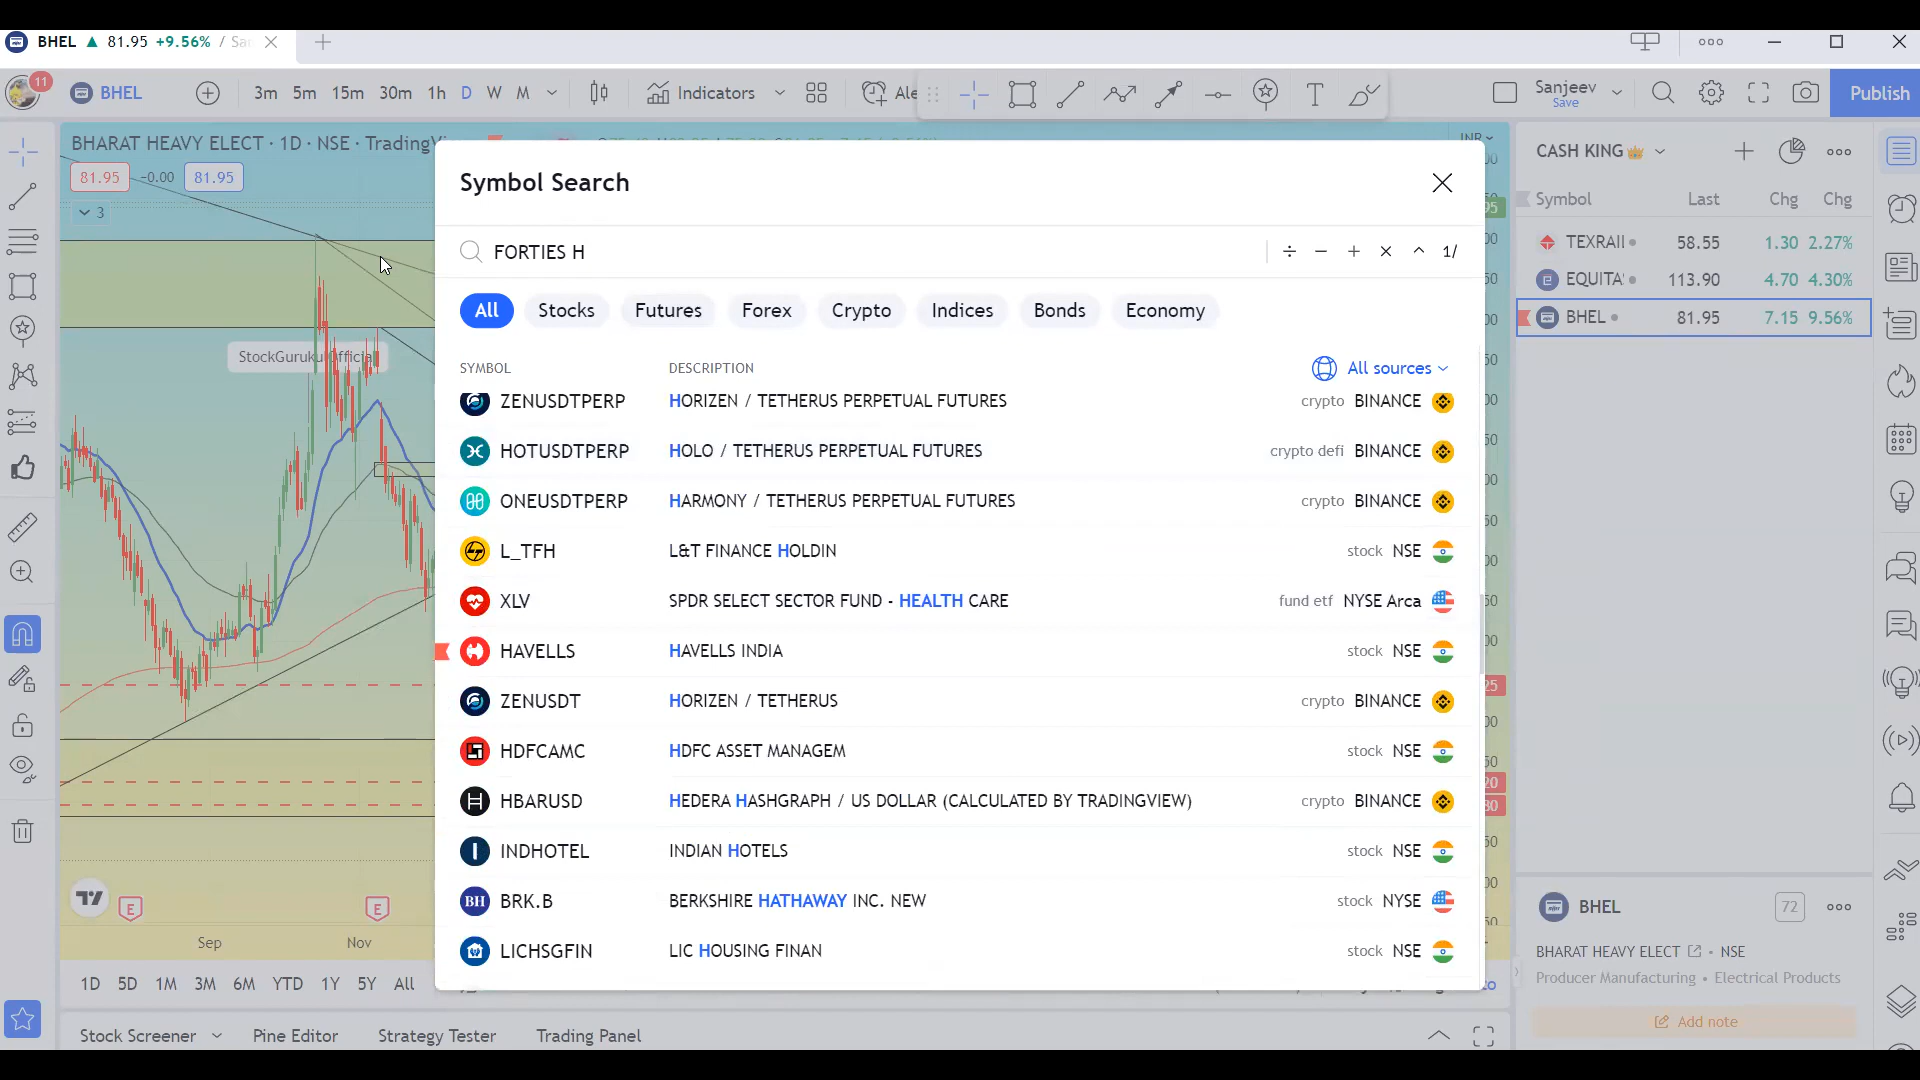 BHEL ▲ 81.95 +9.56% / Sa
11
BHEL
3m 5m 15m 30m 1h D W M
Indicators
Ale
Sanjeev
Save
Publish
BHARAT HEAVY ELECT · 1D · NSE · TradingVi
81.95 −0.00 81.95
3
StockGuruku Official
Symbol Search
FORTIES H
÷ − + × ^ 1/
All Stocks Futures Forex Crypto Indices Bonds Economy
SYMBOL DESCRIPTION All sources
ZENUSDTPERP HORIZEN / TETHERUS PERPETUAL FUTURES crypto BINANCE
HOTUSDTPERP HOLO / TETHERUS PERPETUAL FUTURES crypto defi BINANCE
ONEUSDTPERP HARMONY / TETHERUS PERPETUAL FUTURES crypto BINANCE
L_TFH L&T FINANCE HOLDIN stock NSE
XLV SPDR SELECT SECTOR FUND - HEALTH CARE fund etf NYSE Arca
HAVELLS HAVELLS INDIA stock NSE
ZENUSDT HORIZEN / TETHERUS crypto BINANCE
HDFCAMC HDFC ASSET MANAGEM stock NSE
HBARUSD HEDERA HASHGRAPH / US DOLLAR (CALCULATED BY TRADINGVIEW) crypto BINANCE
INDHOTEL INDIAN HOTELS stock NSE
BRK.B BERKSHIRE HATHAWAY INC. NEW stock NYSE
LICHSGFIN LIC HOUSING FINAN stock NSE
E E
Sep Nov
1D 5D 1M 3M 6M YTD 1Y 5Y All
Stock Screener Pine Editor Strategy Tester Trading Panel
INR
CASH KING
Symbol Last Chg Chg
TEXRAIL 58.55 1.30 2.27%
EQUITA 113.90 4.70 4.30%
BHEL 81.95 7.15 9.56%
BHEL 72
BHARAT HEAVY ELECT · NSE
Producer Manufacturing • Electrical Products
Add note